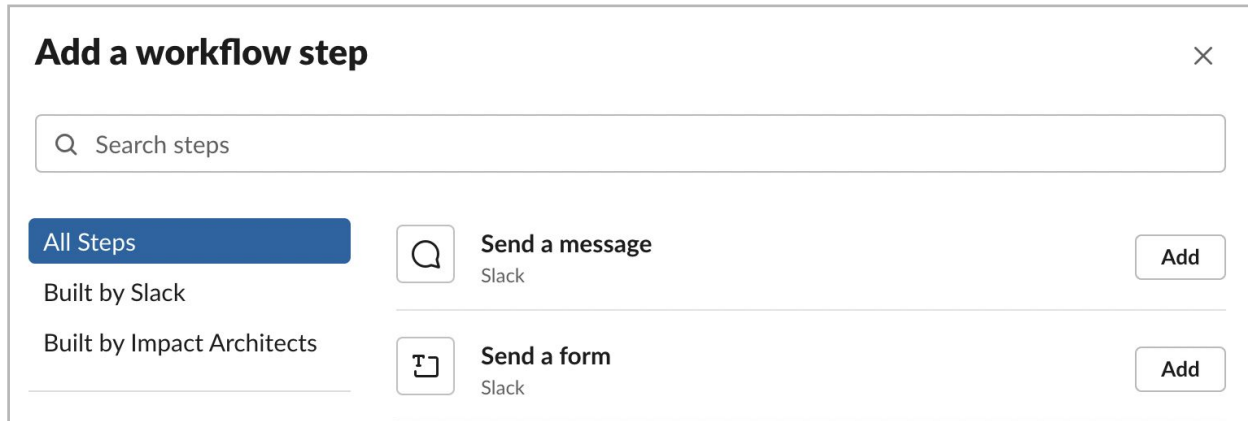 Add a workflow step
Search steps
All Steps
Built by Slack
Built by Impact Architects
Send a message
Slack
Add
Send a form
Slack
Add